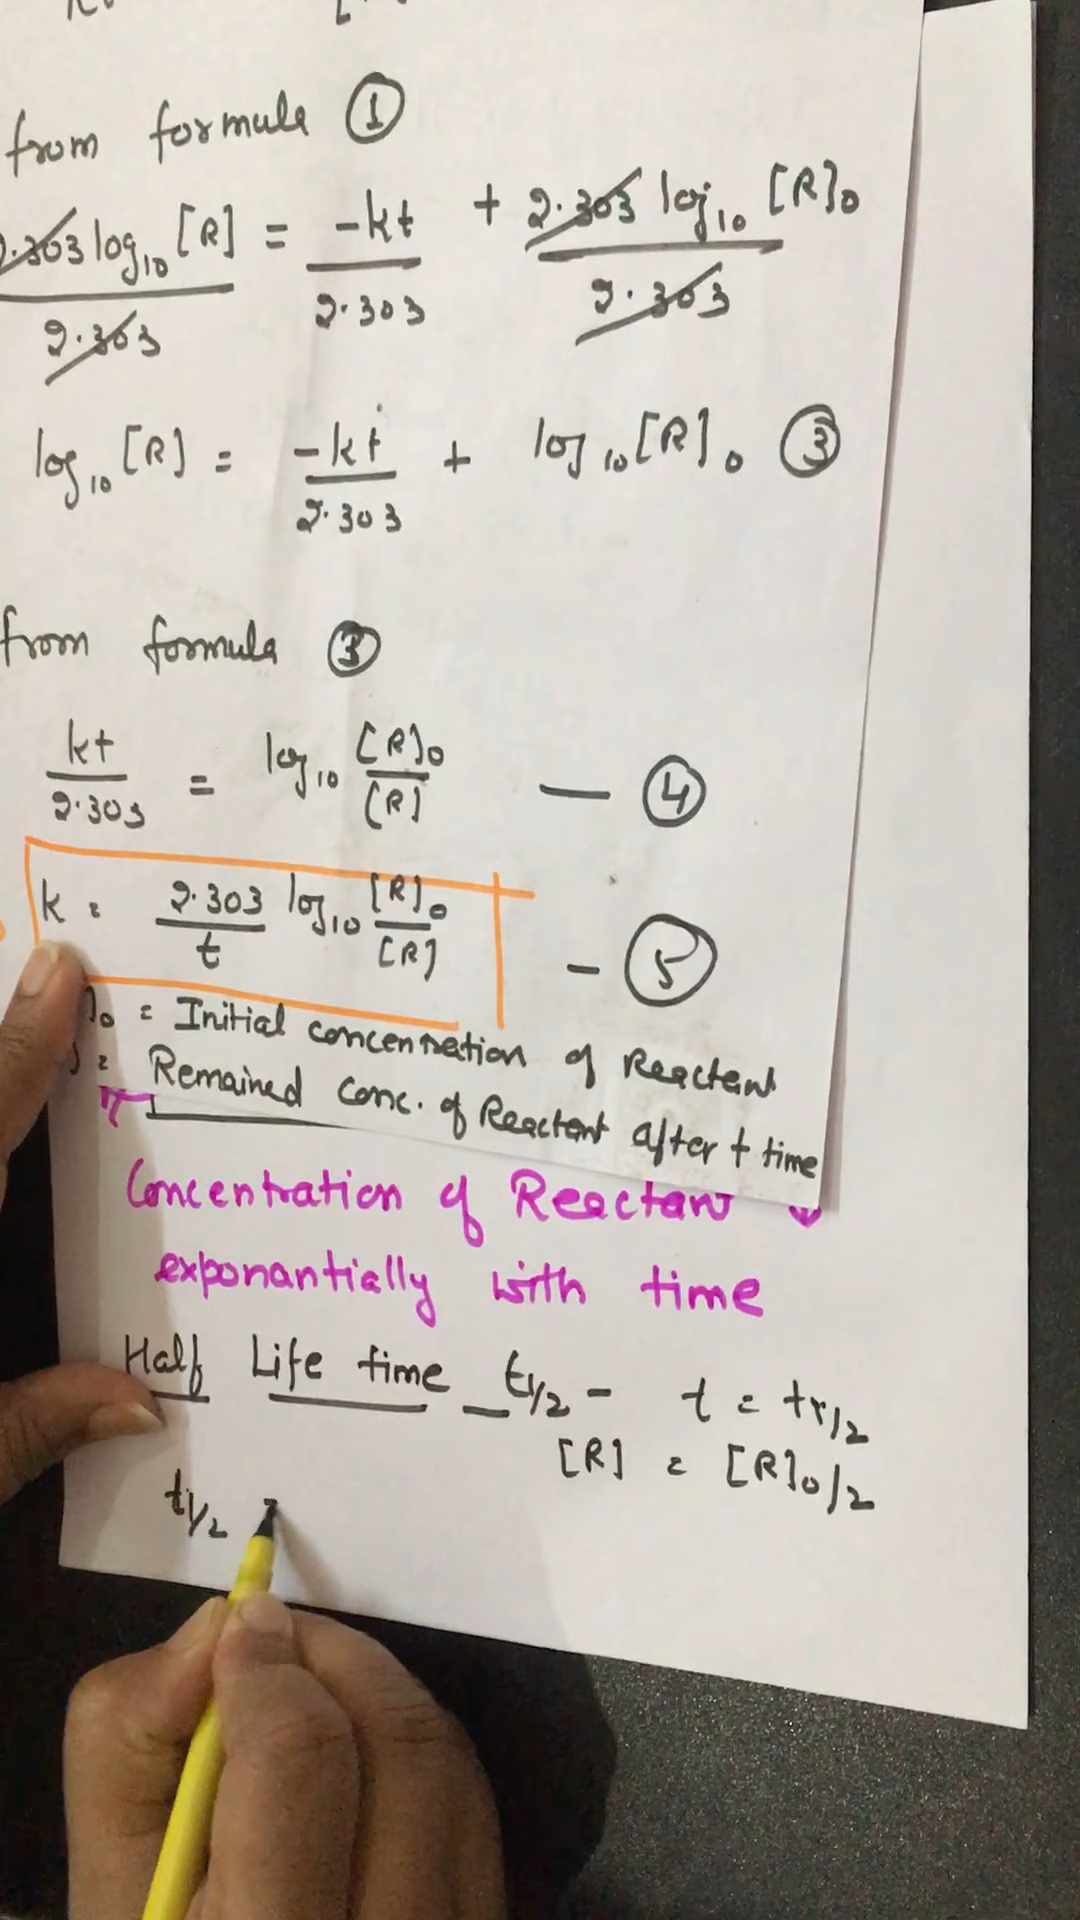 from formula ①
2.303 log₁₀ [R] / 2.303 = -kt / 2.303 + 2.303 log₁₀ [R]₀ / 2.303
log₁₀ [R] = -kt / 2.303 + log₁₀ [R]₀ ③
from formula ③
kt / 2.303 = log₁₀ [R]₀ / [R] — ④
k = 2.303 / t log₁₀ [R]₀ / [R] - ⑤
]₀ = Initial concentration of Reactant
] = Remained conc. of Reactant after t time
Concentration of Reactant ↓
exponantially with time
Half Life time t1/2 - t = t1/2
[R] = [R]₀/2
t1/2